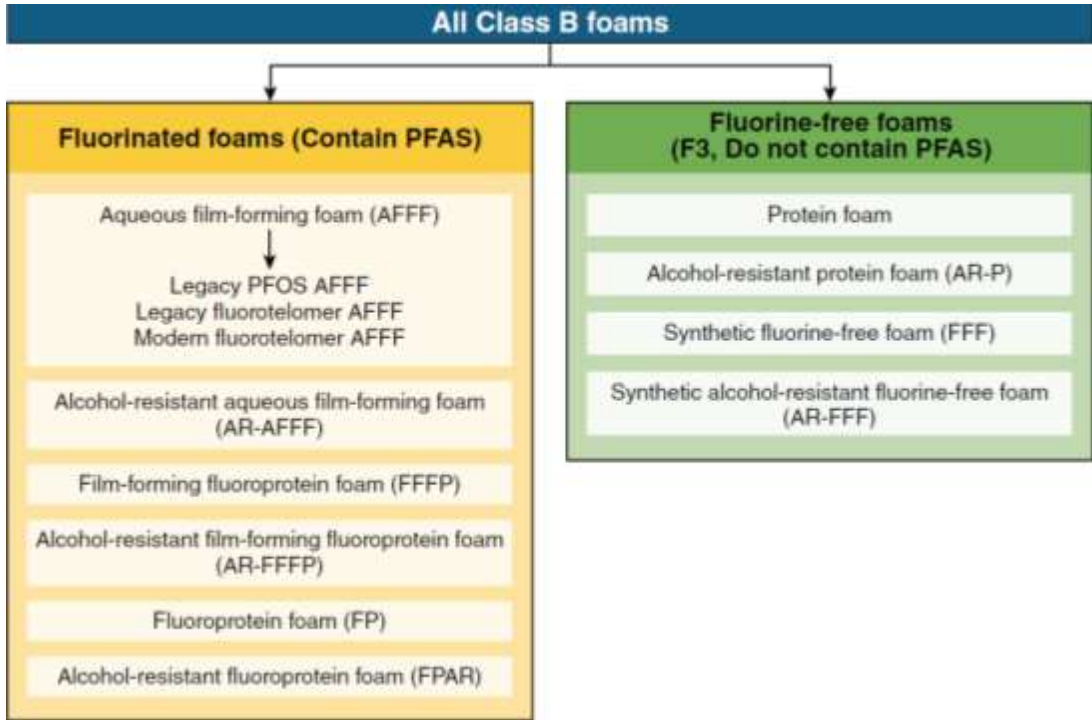 All Class B foams
Fluorinated foams (Contain PFAS)
Aqueous film-forming foam (AFFF)
Legacy PFOS AFFF
Legacy fluorotelomer AFFF
Modern fluorotelomer AFFF
Alcohol-resistant aqueous film-forming foam
(AR-AFFF)
Film-forming fluoroprotein foam (FFFP)
Alcohol-resistant film-forming fluoroprotein foam
(AR-FFFP)
Fluoroprotein foam (FP)
Alcohol-resistant fluoroprotein foam (FPAR)
Fluorine-free foams
(F3, Do not contain PFAS)
Protein foam
Alcohol-resistant protein foam (AR-P)
Synthetic fluorine-free foam (FFF)
Synthetic alcohol-resistant fluorine-free foam
(AR-FFF)